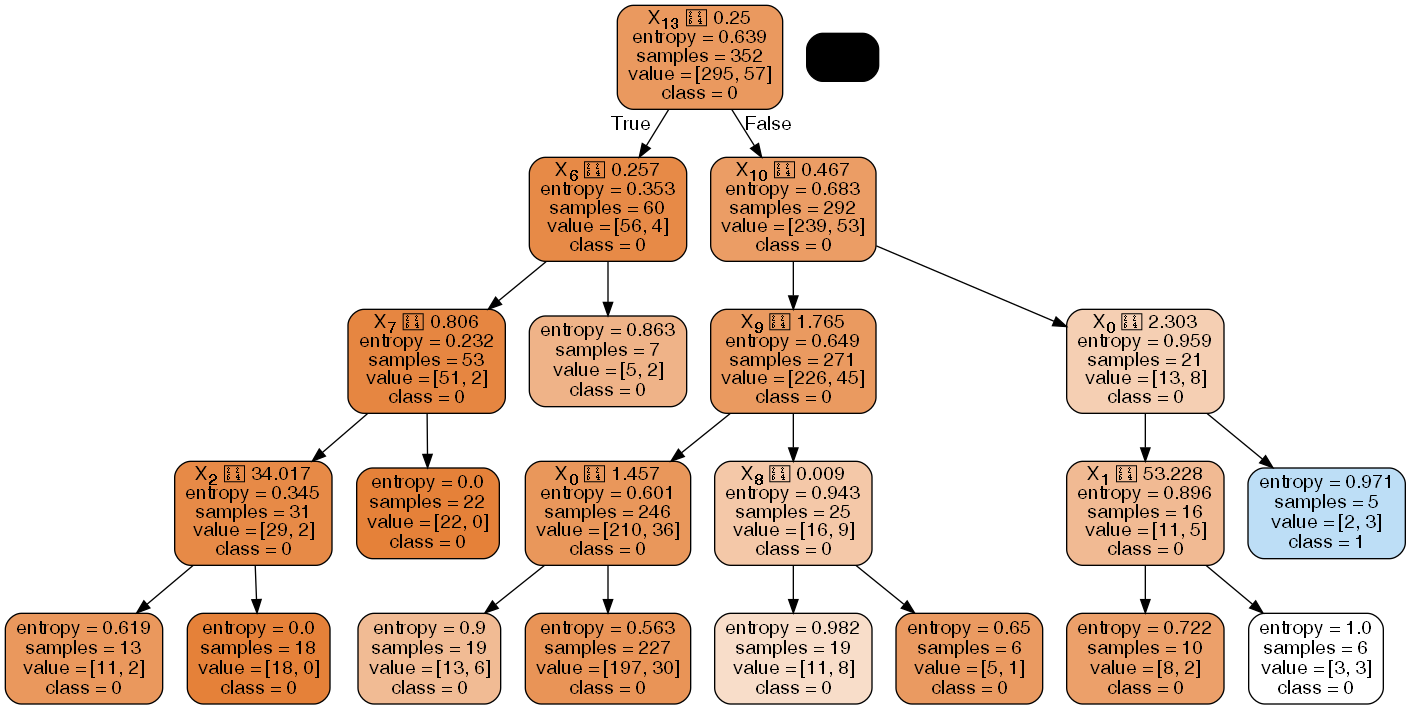 X13 0.25
entropy = 0.639
samples = 352
value = [295, 57]
class = 0
True
False
X6 0.257
entropy = 0.353
samples = 60
value = [56, 4]
class = 0
X10 0.467
entropy = 0.683
samples = 292
value = [239, 53]
class = 0
X7 0.806
entropy = 0.232
samples = 53
value = [51, 2]
class = 0
entropy = 0.863
samples = 7
value = [5, 2]
class = 0
X9 1.765
entropy = 0.649
samples = 271
value = [226, 45]
class = 0
X0 2.303
entropy = 0.959
samples = 21
value = [13, 8]
class = 0
X2 34.017
entropy = 0.345
samples = 31
value = [29, 2]
class = 0
entropy = 0.0
samples = 22
value = [22, 0]
class = 0
X0 1.457
entropy = 0.601
samples = 246
value = [210, 36]
class = 0
X8 0.009
entropy = 0.943
samples = 25
value = [16, 9]
class = 0
X1 53.228
entropy = 0.896
samples = 16
value = [11, 5]
class = 0
entropy = 0.971
samples = 5
value = [2, 3]
class = 1
entropy = 0.619
samples = 13
value = [11, 2]
class = 0
entropy = 0.0
samples = 18
value = [18, 0]
class = 0
entropy = 0.9
samples = 19
value = [13, 6]
class = 0
entropy = 0.563
samples = 227
value = [197, 30]
class = 0
entropy = 0.982
samples = 19
value = [11, 8]
class = 0
entropy = 0.65
samples = 6
value = [5, 1]
class = 0
entropy = 0.722
samples = 10
value = [8, 2]
class = 0
entropy = 1.0
samples = 6
value = [3, 3]
class = 0